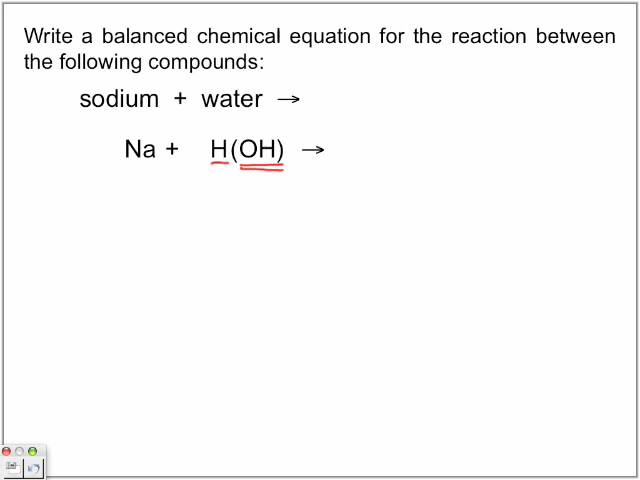 Write a balanced chemical equation for the reaction between
the following compounds:
sodium + water →
Na + H(OH) →